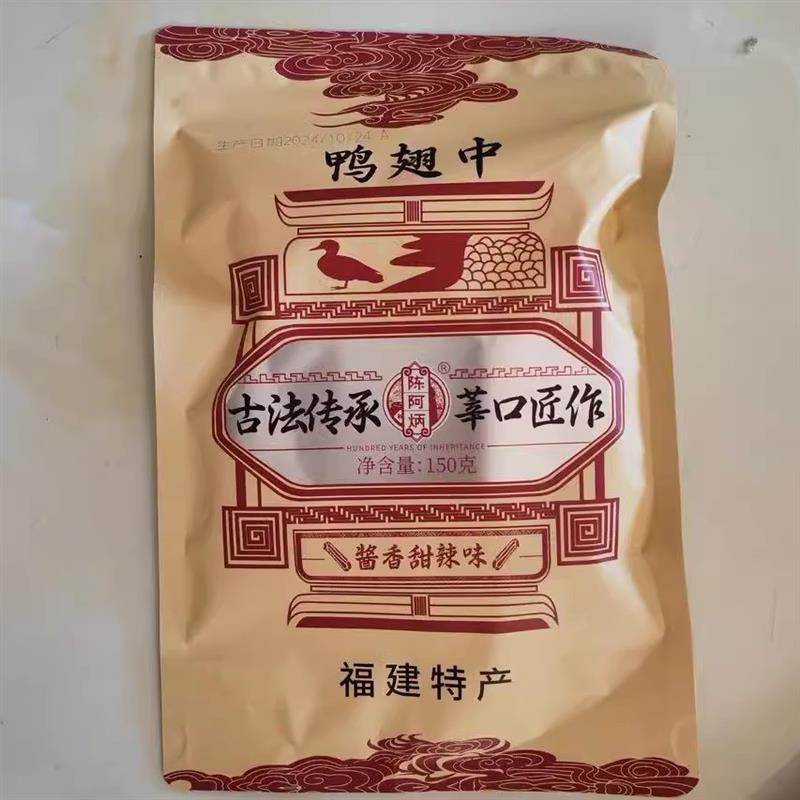 生产日期2024/10/24 A
鸭翅中
古法传承 陈阿炳® 莘口匠作
HUNDRED YEARS OF INHERITANCE
净含量:150克
酱香甜辣味
福建特产